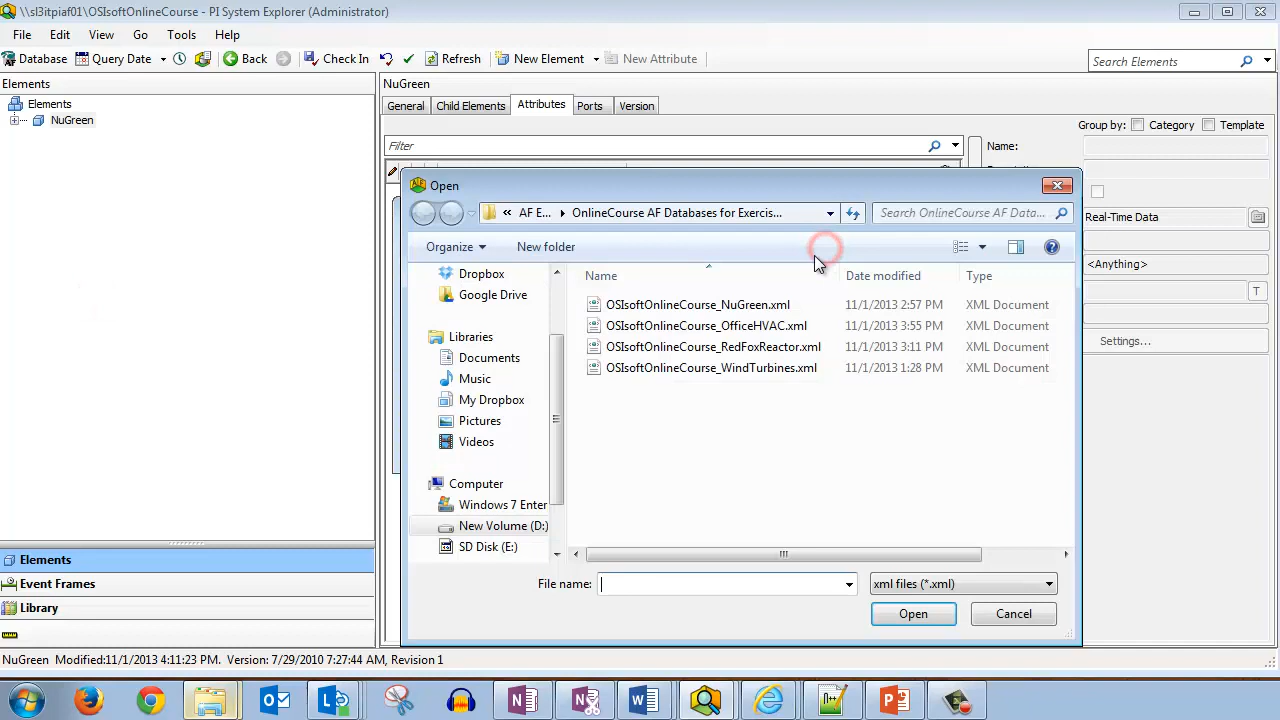 \\sl3itpiaf01\OSIsoftOnlineCourse - PI System Explorer (Administrator)
File Edit View Go Tools Help
Database Query Date Back Check In Refresh New Element New Attribute Search Elements
Elements
Elements
NuGreen
NuGreen
General Child Elements Attributes Ports Version
Group by: Category Template
Filter
Name:
Real-Time Data
<Anything>
T
Settings...
Open
« AF E... OnlineCourse AF Databases for Exercis... Search OnlineCourse AF Data...
Organize New folder
Name Date modified Type
OSIsoftOnlineCourse_NuGreen.xml 11/1/2013 2:57 PM XML Document
OSIsoftOnlineCourse_OfficeHVAC.xml 11/1/2013 3:55 PM XML Document
OSIsoftOnlineCourse_RedFoxReactor.xml 11/1/2013 3:11 PM XML Document
OSIsoftOnlineCourse_WindTurbines.xml 11/1/2013 1:28 PM XML Document
Dropbox
Google Drive
Libraries
Documents
Music
My Dropbox
Pictures
Videos
Computer
Windows 7 Enter
New Volume (D:)
SD Disk (E:)
File name: xml files (*.xml)
Open Cancel
Elements
Event Frames
Library
NuGreen Modified:11/1/2013 4:11:23 PM. Version: 7/29/2010 7:27:44 AM, Revision 1